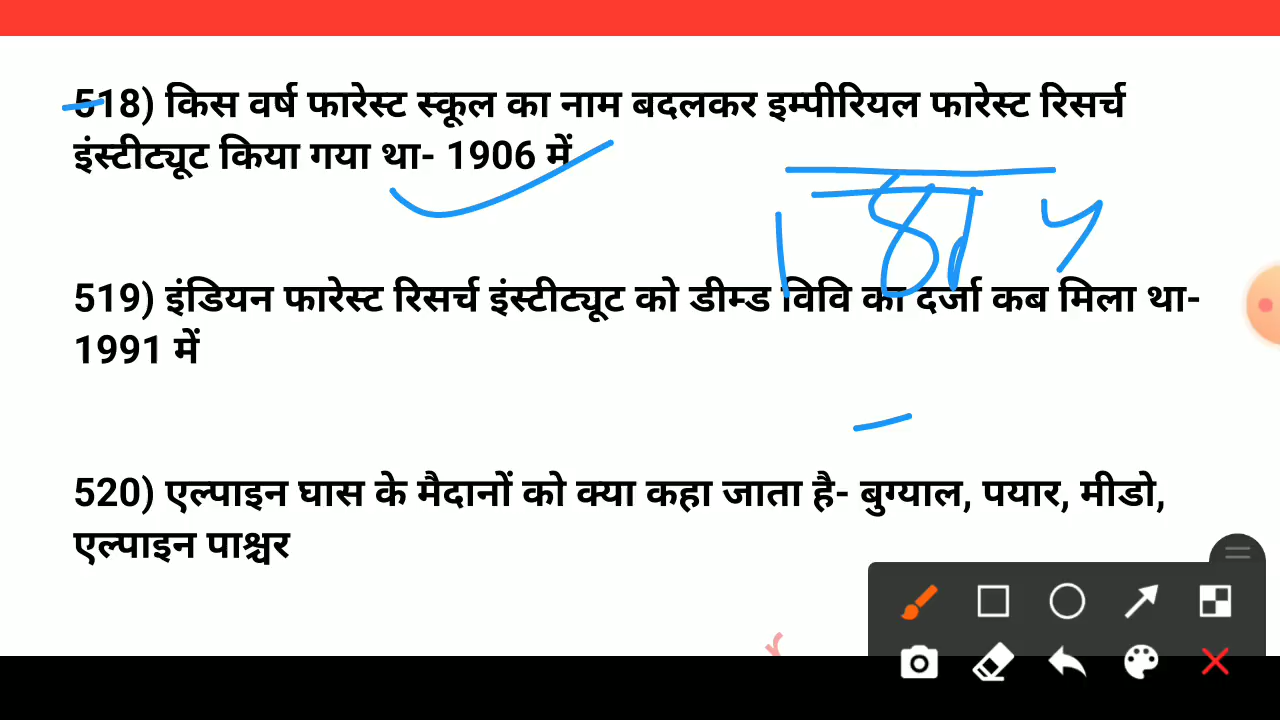 518) किस वर्ष फारेस्ट स्कूल का नाम बदलकर इम्पीरियल फारेस्ट रिसर्च
इंस्टीट्यूट किया गया था- 1906 में
519) इंडियन फारेस्ट रिसर्च इंस्टीट्यूट को डीम्ड विवि का दर्जा कब मिला था-
1991 में
520) एल्पाइन घास के मैदानों को क्या कहा जाता है- बुग्याल, पयार, मीडो,
एल्पाइन पाश्चर